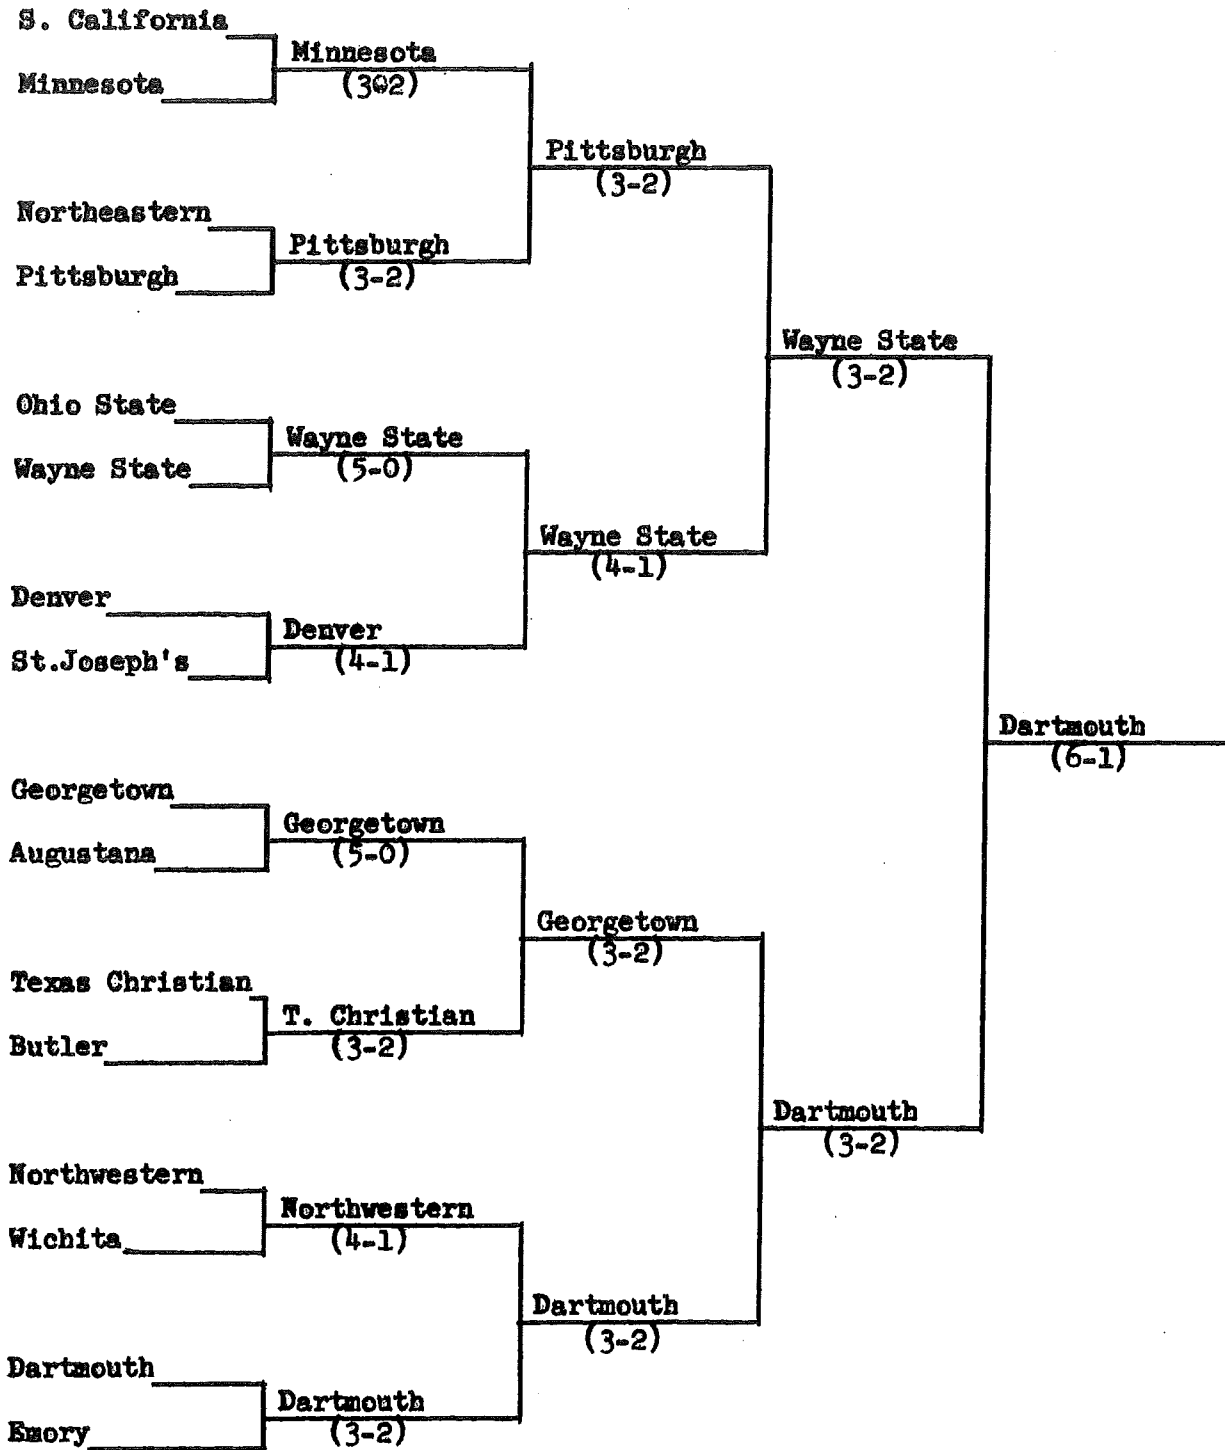 S. California
Minnesota
Minnesota
(302)
Pittsburgh
(3-2)
Northeastern
Pittsburgh
Pittsburgh
(3-2)
Wayne State
(3-2)
Ohio State
Wayne State
Wayne State
(5-0)
Wayne State
(4-1)
Denver
Denver
St.Joseph's
(4-1)
Dartmouth
(6-1)
Georgetown
Georgetown
Augustana
(5-0)
Georgetown
(3-2)
Texas Christian
T. Christian
Butler
(3-2)
Dartmouth
(3-2)
Northwestern
Northwestern
Wichita
(4-1)
Dartmouth
(3-2)
Dartmouth
Dartmouth
Emory
(3-2)